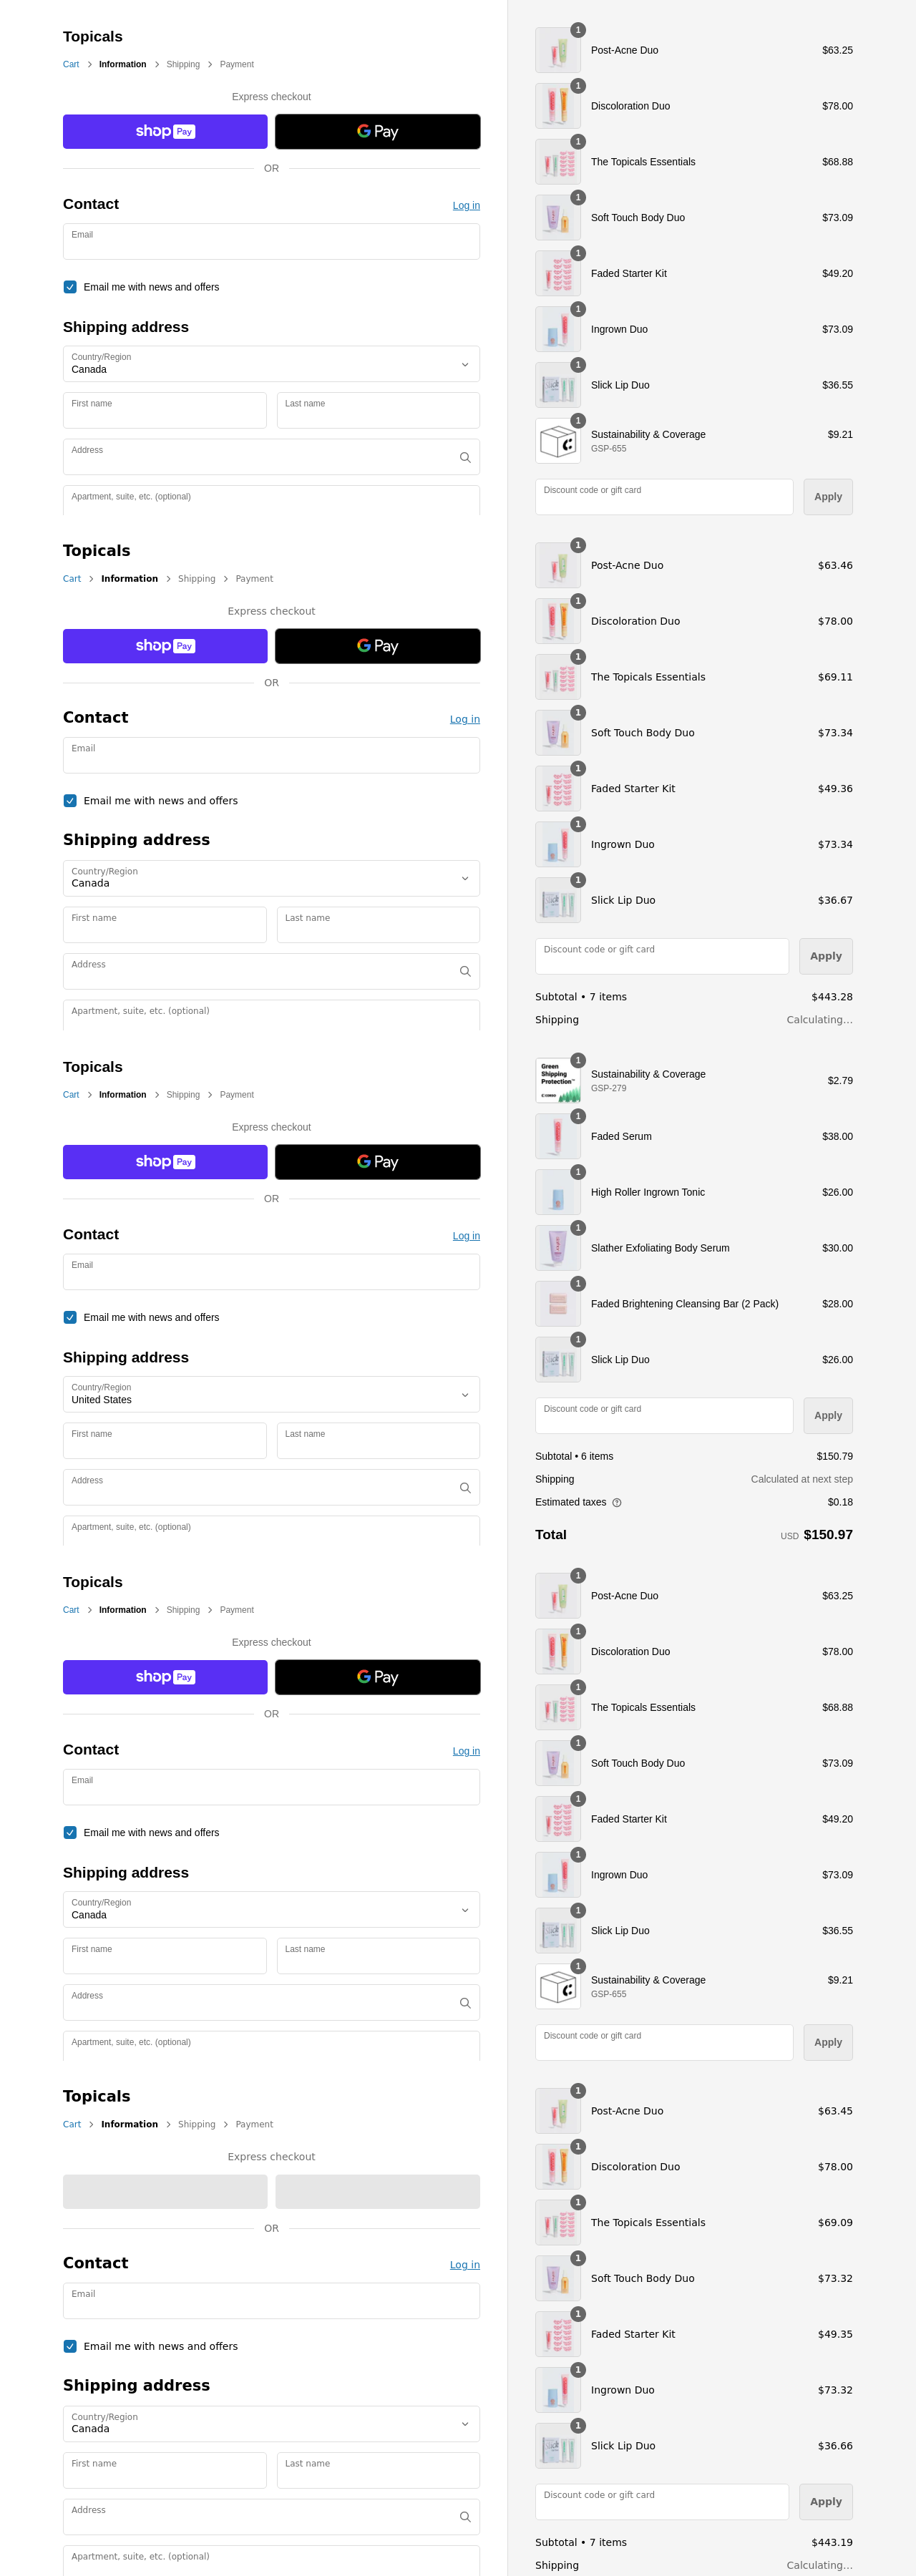 Topicals
Cart > Information > Shipping > Payment
Express checkout
shop Pay
G Pay
OR
Contact
Log in
Email
Email me with news and offers
Shipping address
Country/Region
Canada
First name
Last name
Address
Apartment, suite, etc. (optional)
1
Post-Acne Duo
$63.25
1
Discoloration Duo
$78.00
1
The Topicals Essentials
$68.88
1
Soft Touch Body Duo
$73.09
1
Faded Starter Kit
$49.20
1
Ingrown Duo
$73.09
1
Slick Lip Duo
$36.55
1
Sustainability & Coverage
GSP-655
$9.21
Discount code or gift card
Apply
Topicals
Cart > Information > Shipping > Payment
Express checkout
shop Pay
G Pay
OR
Contact
Log in
Email
Email me with news and offers
Shipping address
Country/Region
Canada
First name
Last name
Address
Apartment, suite, etc. (optional)
1
Post-Acne Duo
$63.46
1
Discoloration Duo
$78.00
1
The Topicals Essentials
$69.11
1
Soft Touch Body Duo
$73.34
1
Faded Starter Kit
$49.36
1
Ingrown Duo
$73.34
1
Slick Lip Duo
$36.67
Discount code or gift card
Apply
Subtotal • 7 items
$443.28
Shipping
Calculating...
Topicals
Cart > Information > Shipping > Payment
Express checkout
shop Pay
G Pay
OR
Contact
Log in
Email
Email me with news and offers
Shipping address
Country/Region
United States
First name
Last name
Address
Apartment, suite, etc. (optional)
Green
Shipping
Protection™
1
Sustainability & Coverage
GSP-279
$2.79
1
Faded Serum
$38.00
1
High Roller Ingrown Tonic
$26.00
1
Slather Exfoliating Body Serum
$30.00
1
Faded Brightening Cleansing Bar (2 Pack)
$28.00
1
Slick Lip Duo
$26.00
Discount code or gift card
Apply
Subtotal • 6 items
$150.79
Shipping
Calculated at next step
Estimated taxes
$0.18
Total
USD $150.97
Topicals
Cart > Information > Shipping > Payment
Express checkout
shop Pay
G Pay
OR
Contact
Log in
Email
Email me with news and offers
Shipping address
Country/Region
Canada
First name
Last name
Address
Apartment, suite, etc. (optional)
1
Post-Acne Duo
$63.25
1
Discoloration Duo
$78.00
1
The Topicals Essentials
$68.88
1
Soft Touch Body Duo
$73.09
1
Faded Starter Kit
$49.20
1
Ingrown Duo
$73.09
1
Slick Lip Duo
$36.55
1
Sustainability & Coverage
GSP-655
$9.21
Discount code or gift card
Apply
Topicals
Cart > Information > Shipping > Payment
Express checkout
OR
Contact
Log in
Email
Email me with news and offers
Shipping address
Country/Region
Canada
First name
Last name
Address
Apartment, suite, etc. (optional)
1
Post-Acne Duo
$63.45
1
Discoloration Duo
$78.00
1
The Topicals Essentials
$69.09
1
Soft Touch Body Duo
$73.32
1
Faded Starter Kit
$49.35
1
Ingrown Duo
$73.32
1
Slick Lip Duo
$36.66
Discount code or gift card
Apply
Subtotal • 7 items
$443.19
Shipping
Calculating...